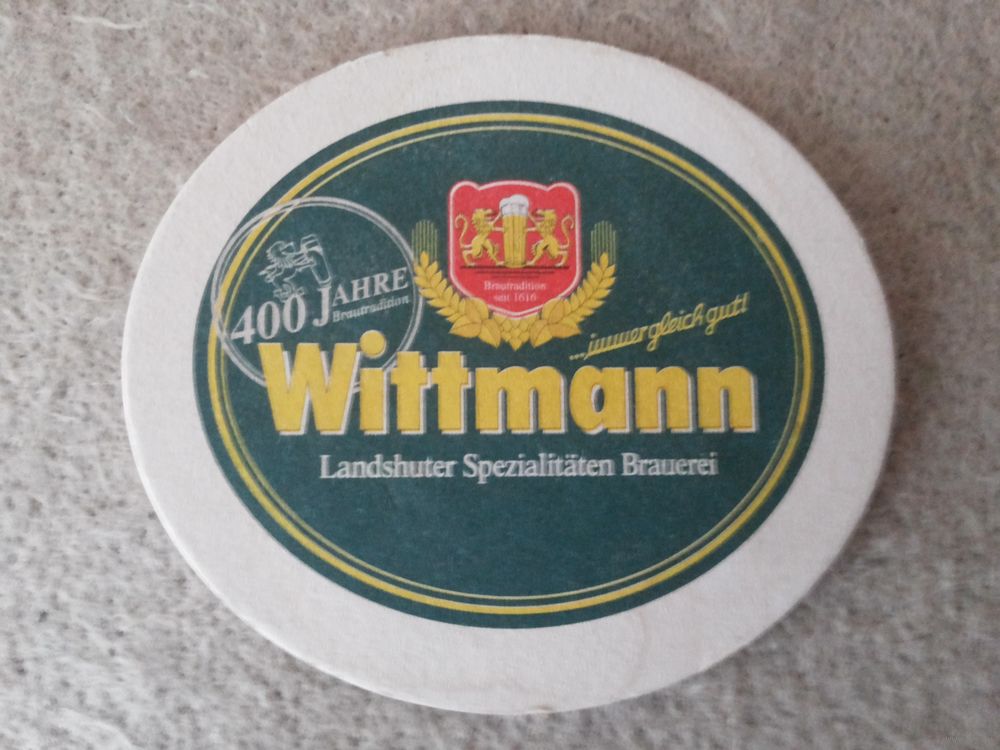 Brautradition
seit 1616
400 JAHRE
Brautradition
...immer gleich gut!
Wittmann
Landshuter Spezialitäten Brauerei